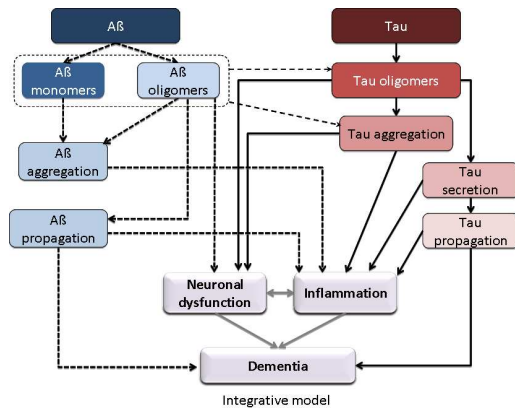 Aß
Tau
Aß
monomers
Aß
oligomers
Tau oligomers
Tau aggregation
Aß
aggregation
Tau
secretion
Aß
propagation
Tau
propagation
Neuronal
dysfunction
Inflammation
Dementia
Integrative model